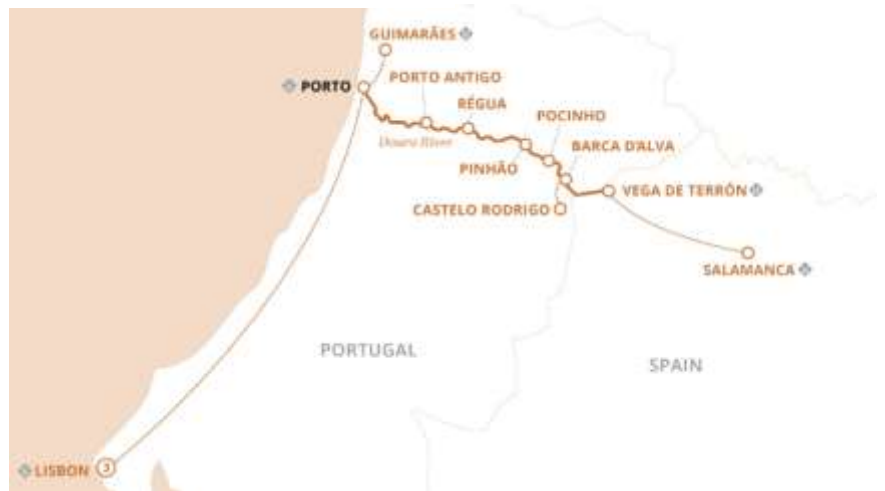 GUIMARÃES
PORTO
PORTO ANTIGO
RÉGUA
POCINHO
Douro River
BARCA D'ALVA
PINHÃO
VEGA DE TERRÓN
CASTELO RODRIGO
SALAMANCA
PORTUGAL
SPAIN
LISBON 3